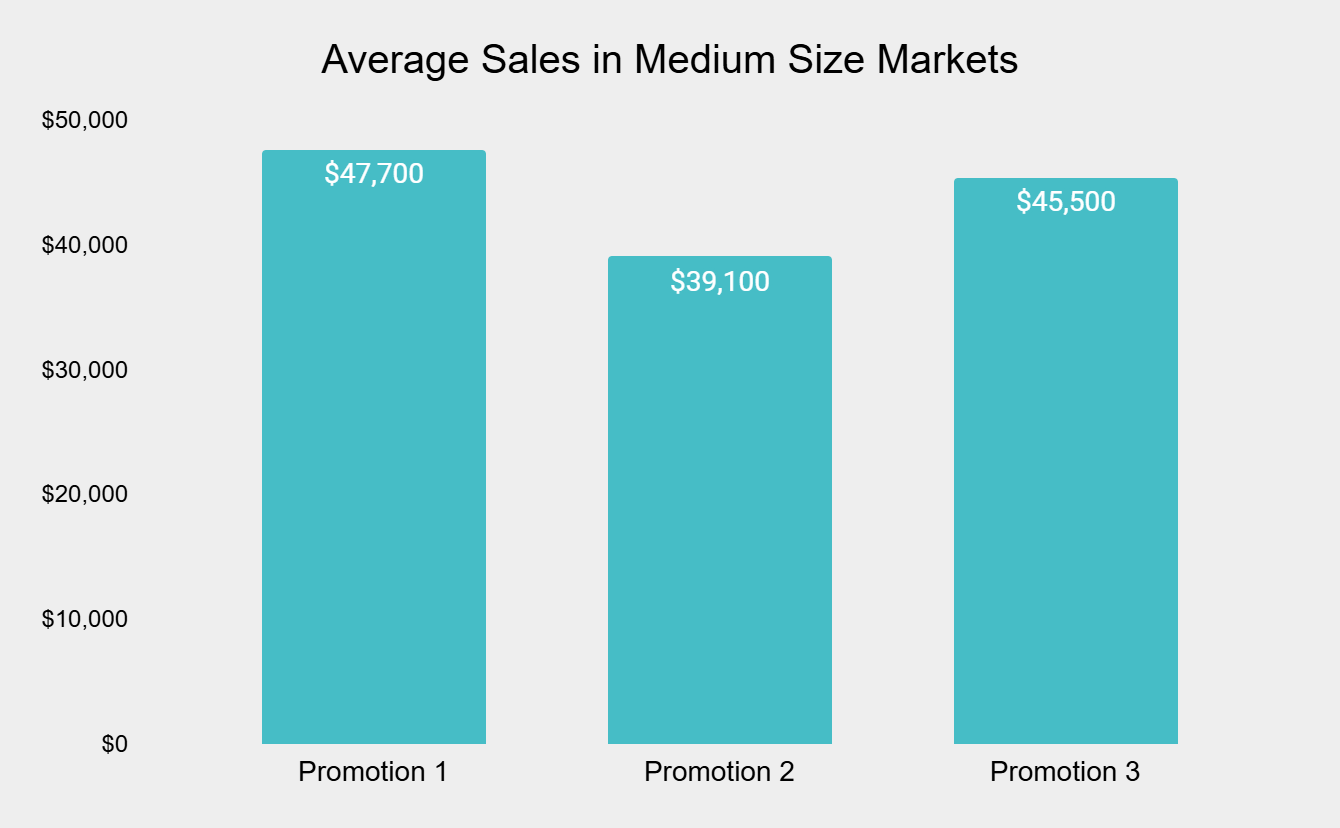 Average Sales in Medium Size Markets
$50,000
$47,700
$45,500
$40,000
$39,100
$30,000
$20,000
$10,000
$0
Promotion 1
Promotion 2
Promotion 3